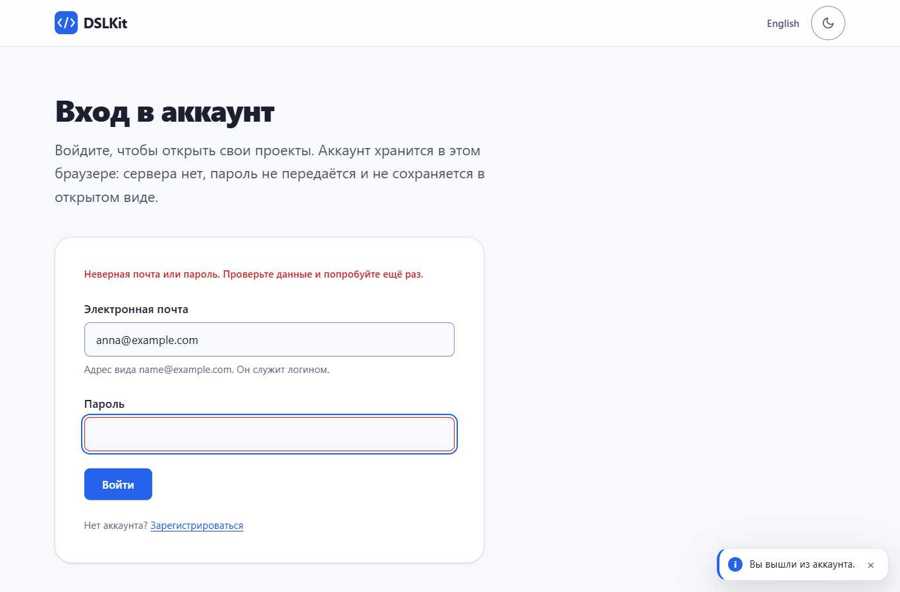 </> DSLKit
English
Вход в аккаунт
Войдите, чтобы открыть свои проекты. Аккаунт хранится в этом
браузере: сервера нет, пароль не передаётся и не сохраняется в
открытом виде.
Неверная почта или пароль. Проверьте данные и попробуйте ещё раз.
Электронная почта
anna@example.com
Адрес вида name@example.com. Он служит логином.
Пароль
Войти
Нет аккаунта? Зарегистрироваться
Вы вышли из аккаунта.